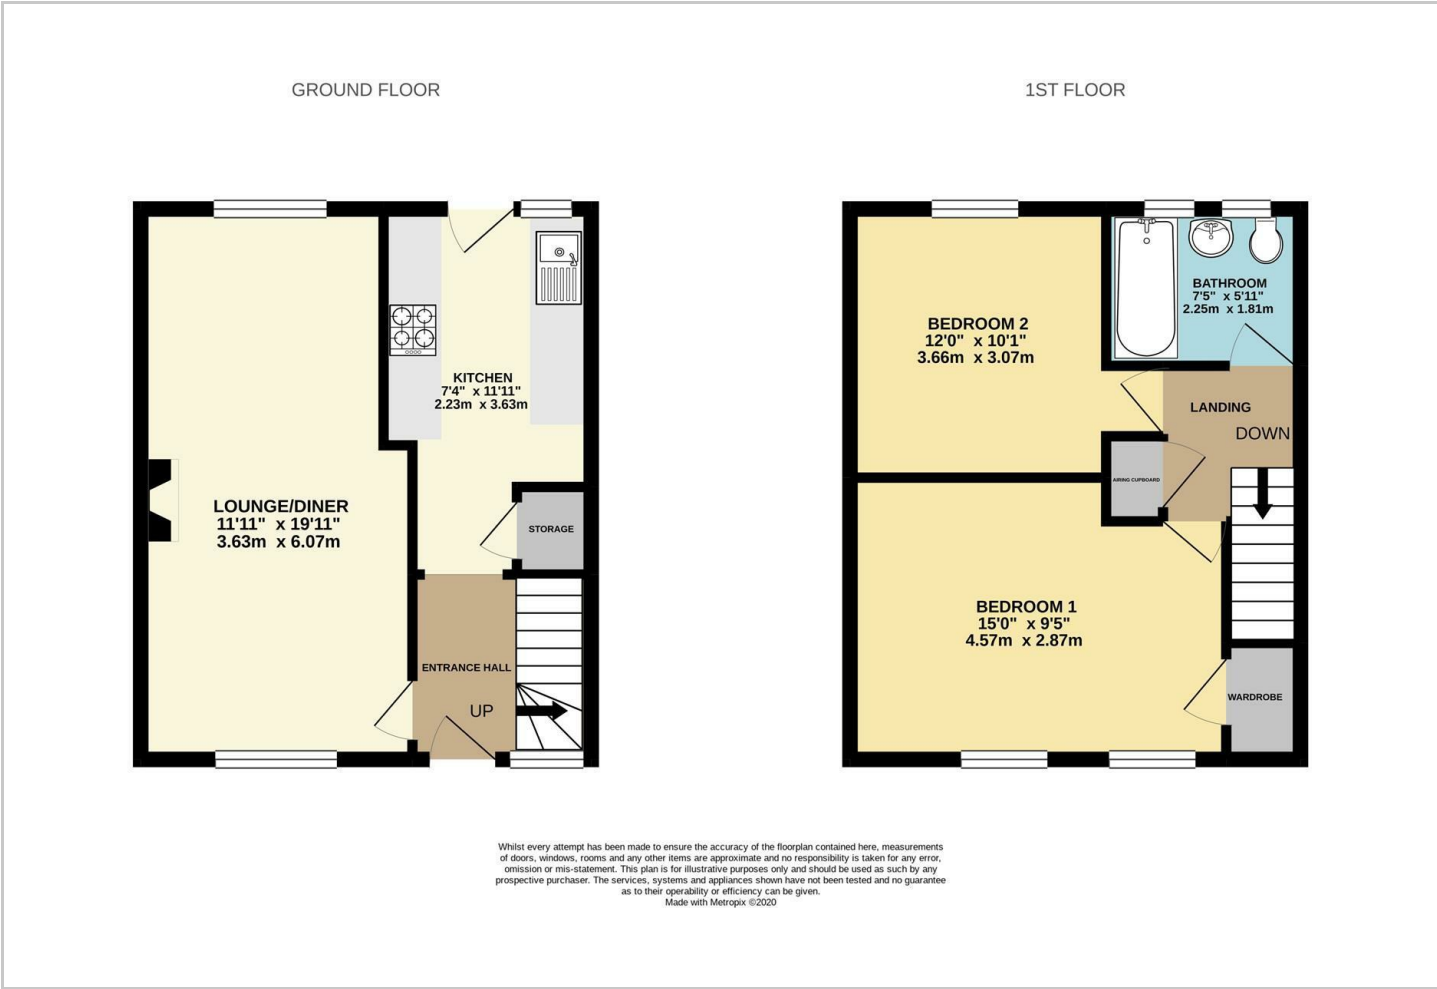 GROUND FLOOR
LOUNGE/DINER
11'11" x 19'11"
3.63m x 6.07m
KITCHEN
7'4" x 11'11"
2.23m x 3.63m
STORAGE
ENTRANCE HALL
UP
1ST FLOOR
BEDROOM 2
12'0" x 10'1"
3.66m x 3.07m
BATHROOM
7'5" x 5'11"
2.25m x 1.81m
LANDING
DOWN
AIRING CUPBOARD
BEDROOM 1
15'0" x 9'5"
4.57m x 2.87m
WARDROBE
Whilst every attempt has been made to ensure the accuracy of the floorplan contained here, measurements
of doors, windows, rooms and any other items are approximate and no responsibility is taken for any error,
omission or mis-statement. This plan is for illustrative purposes only and should be used as such by any
prospective purchaser. The services, systems and appliances shown have not been tested and no guarantee
as to their operability or efficiency can be given.
Made with Metropix ©2020